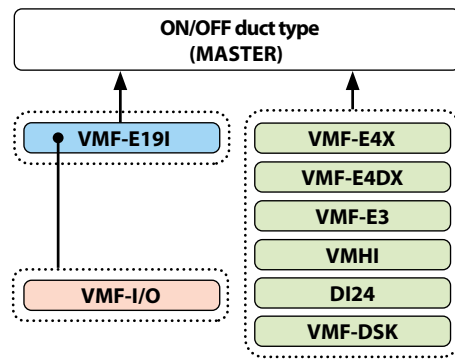 ON/OFF duct type
(MASTER)
VMF-E19I
VMF-I/O
VMF-E4X
VMF-E4DX
VMF-E3
VMHI
DI24
VMF-DSK